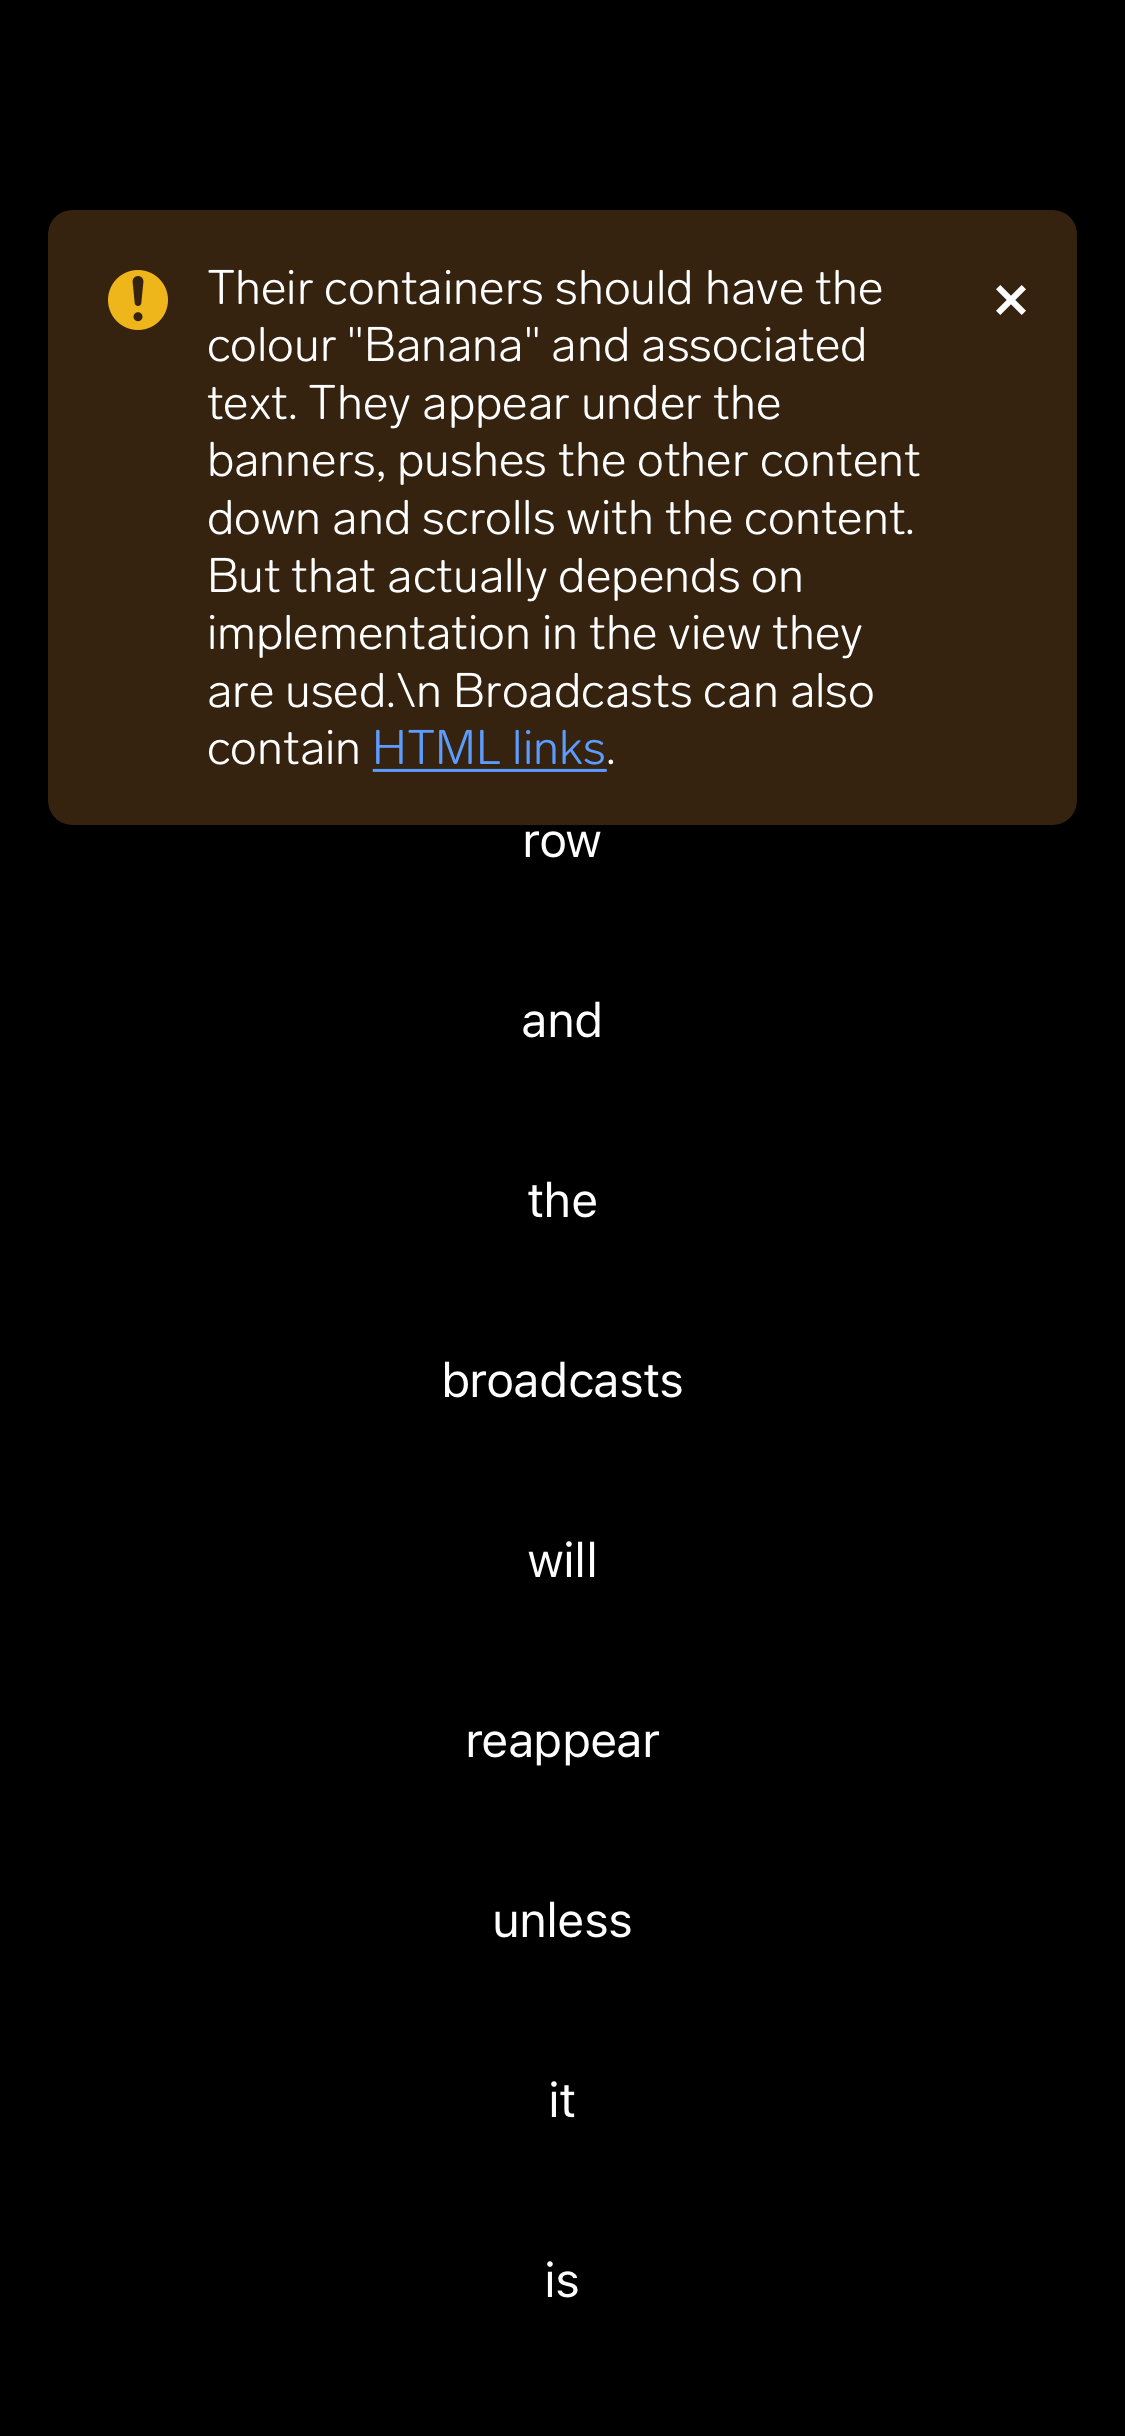 Their containers should have the
colour "Banana" and associated
text. They appear under the
banners, pushes the other content
down and scrolls with the content.
But that actually depends on
implementation in the view they
are used.\n Broadcasts can also
contain HTML links.
row
and
the
broadcasts
will
reappear
unless
it
is